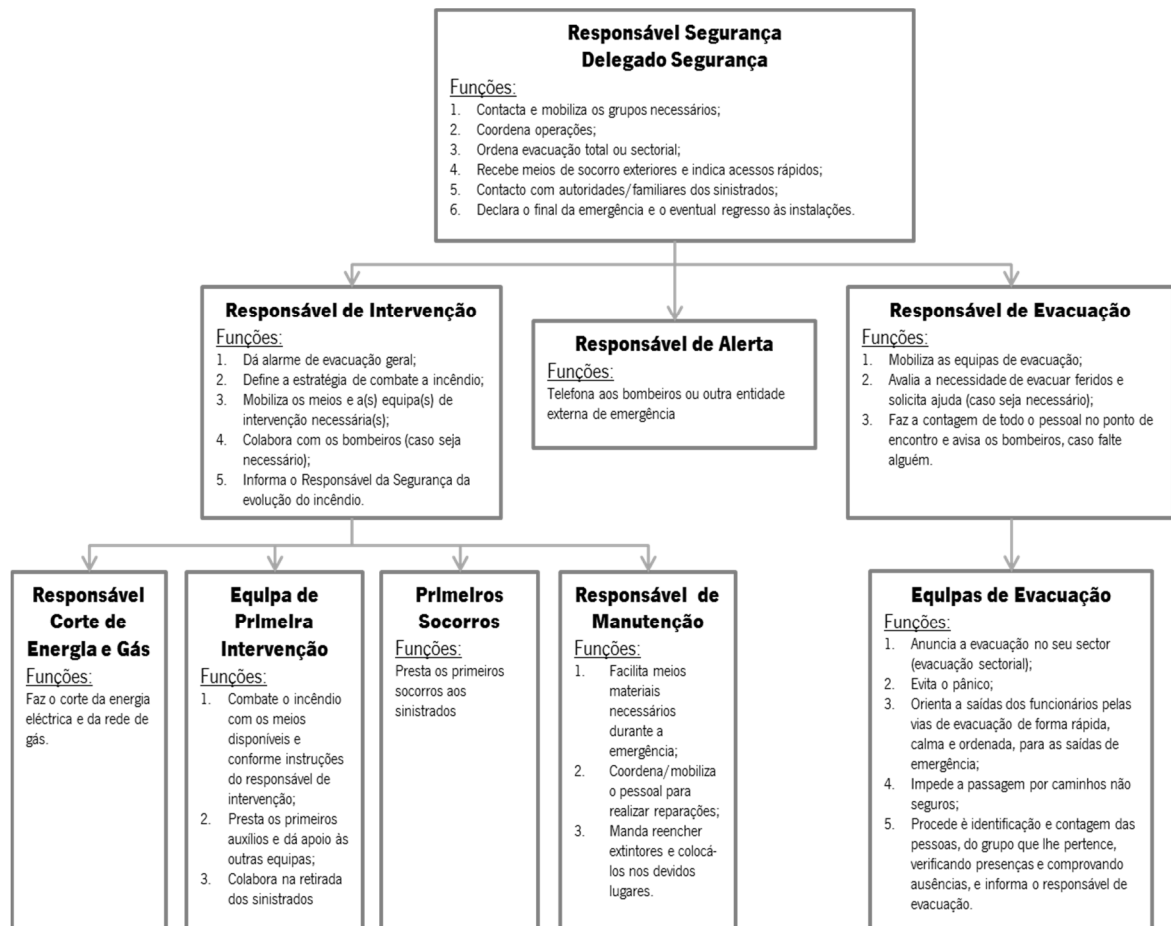 Responsável Segurança
Delegado Segurança
Funções:
1. Contacta e mobiliza os grupos necessários;
2. Coordena operações;
3. Ordena evacuação total ou sectorial;
4. Recebe meios de socorro exteriores e indica acessos rápidos;
5. Contacto com autoridades/familiares dos sinistrados;
6. Declara o final da emergência e o eventual regresso às instalações.
Responsável de Intervenção
Funções:
1. Dá alarme de evacuação geral;
2. Define a estratégia de combate a incêndio;
3. Mobiliza os meios e a(s) equipa(s) de
intervenção necessária(s);
4. Colabora com os bombeiros (caso seja
necessário);
5. Informa o Responsável da Segurança da
evolução do incêndio.
Responsável de Alerta
Funções:
Telefona aos bombeiros ou outra entidade
externa de emergência
Responsável de Evacuação
Funções:
1. Mobiliza as equipas de evacuação;
2. Avalia a necessidade de evacuar feridos e
solicita ajuda (caso seja necessário);
3. Faz a contagem de todo o pessoal no ponto de
encontro e avisa os bombeiros, caso falte
alguém.
Responsável
Corte de
Energia e Gás
Funções:
Faz o corte da energia
eléctrica e da rede de
gás.
Equipa de
Primeira
Intervenção
Funções:
1. Combate o incêndio
com os meios
disponíveis e
conforme instruções
do responsável de
intervenção;
2. Presta os primeiros
auxílios e dá apoio às
outras equipas;
3. Colabora na retirada
dos sinistrados
Primeiros
Socorros
Funções:
Presta os primeiros
socorros aos
sinistrados
Responsável de
Manutenção
Funções:
1. Facilita meios
materiais
necessários
durante a
emergência;
2. Coordena/mobiliza
o pessoal para
realizar reparações;
3. Manda reencher
extintores e colocá-
los nos devidos
lugares.
Equipas de Evacuação
Funções:
1. Anuncia a evacuação no seu sector
(evacuação sectorial);
2. Evita o pânico;
3. Orienta a saídas dos funcionários pelas
vias de evacuação de forma rápida,
calma e ordenada, para as saídas de
emergência;
4. Impede a passagem por caminhos não
seguros;
5. Procede è identificação e contagem das
pessoas, do grupo que lhe pertence,
verificando presenças e comprovando
ausências, e informa o responsável de
evacuação.